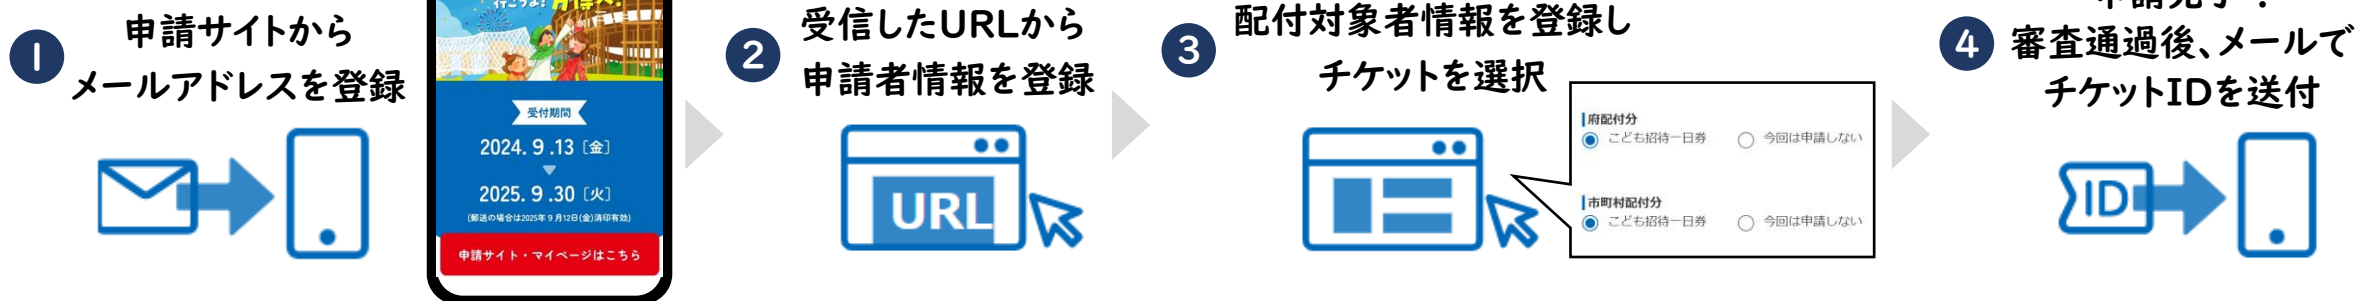 1
申請サイトから
メールアドレスを登録
行こうよ!
受付期間
2024. 9 .13［金］
2025. 9 .30［火］
(郵送の場合は2025年 9 月12日(金)消印有効)
申請サイト・マイページはこちら
2
受信したURLから
申請者情報を登録
URL
3
配付対象者情報を登録し
チケットを選択
府配付分
こども招待一日券 今回は申請しない
市町村配付分
こども招待一日券 今回は申請しない
4
審査通過後、メールで
チケットIDを送付
ID